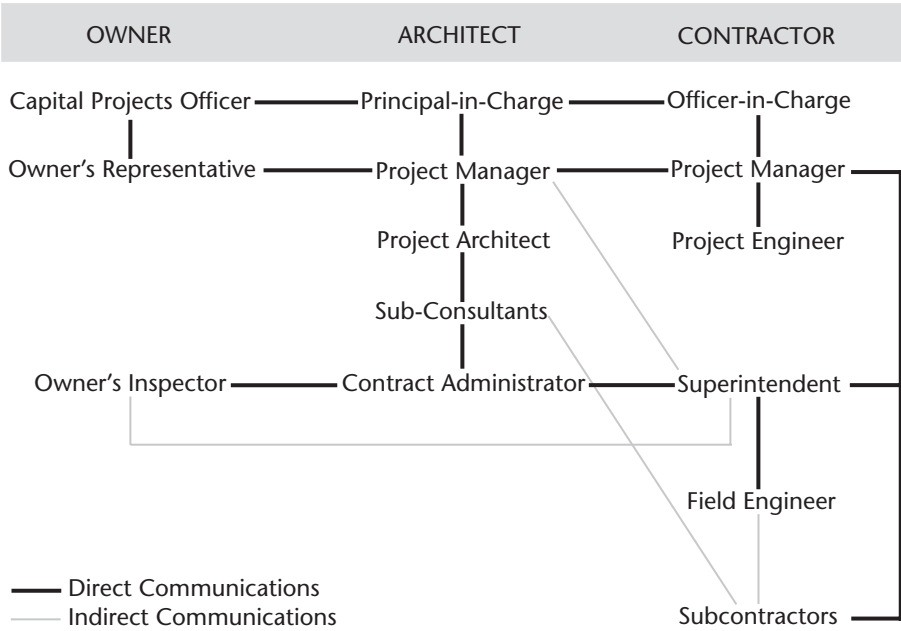 OWNER ARCHITECT CONTRACTOR
Capital Projects Officer Principal-in-Charge Officer-in-Charge
Owner's Representative Project Manager Project Manager
Project Architect Project Engineer
Sub-Consultants
Owner's Inspector Contract Administrator Superintendent
Field Engineer
Direct Communications
Indirect Communications Subcontractors